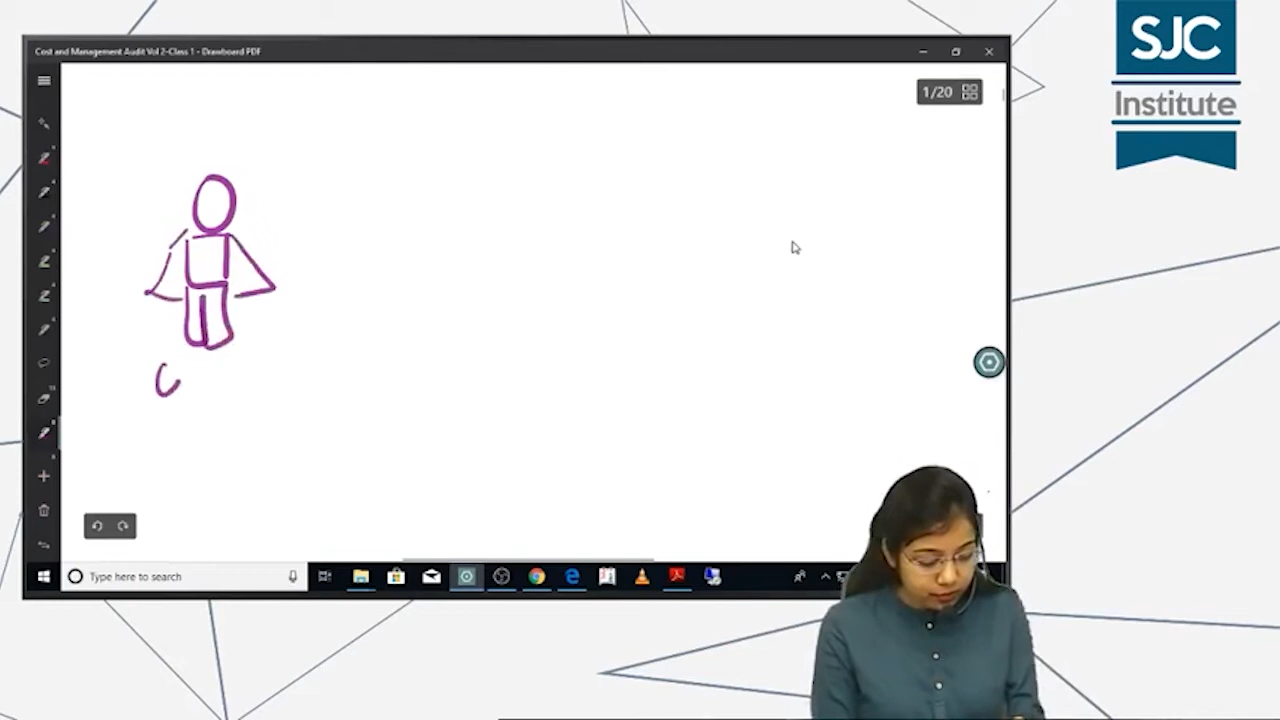 SJC
Institute
Cost and Management Audit Vol 2-Class 1 - Drawboard PDF
1/20
Type here to search